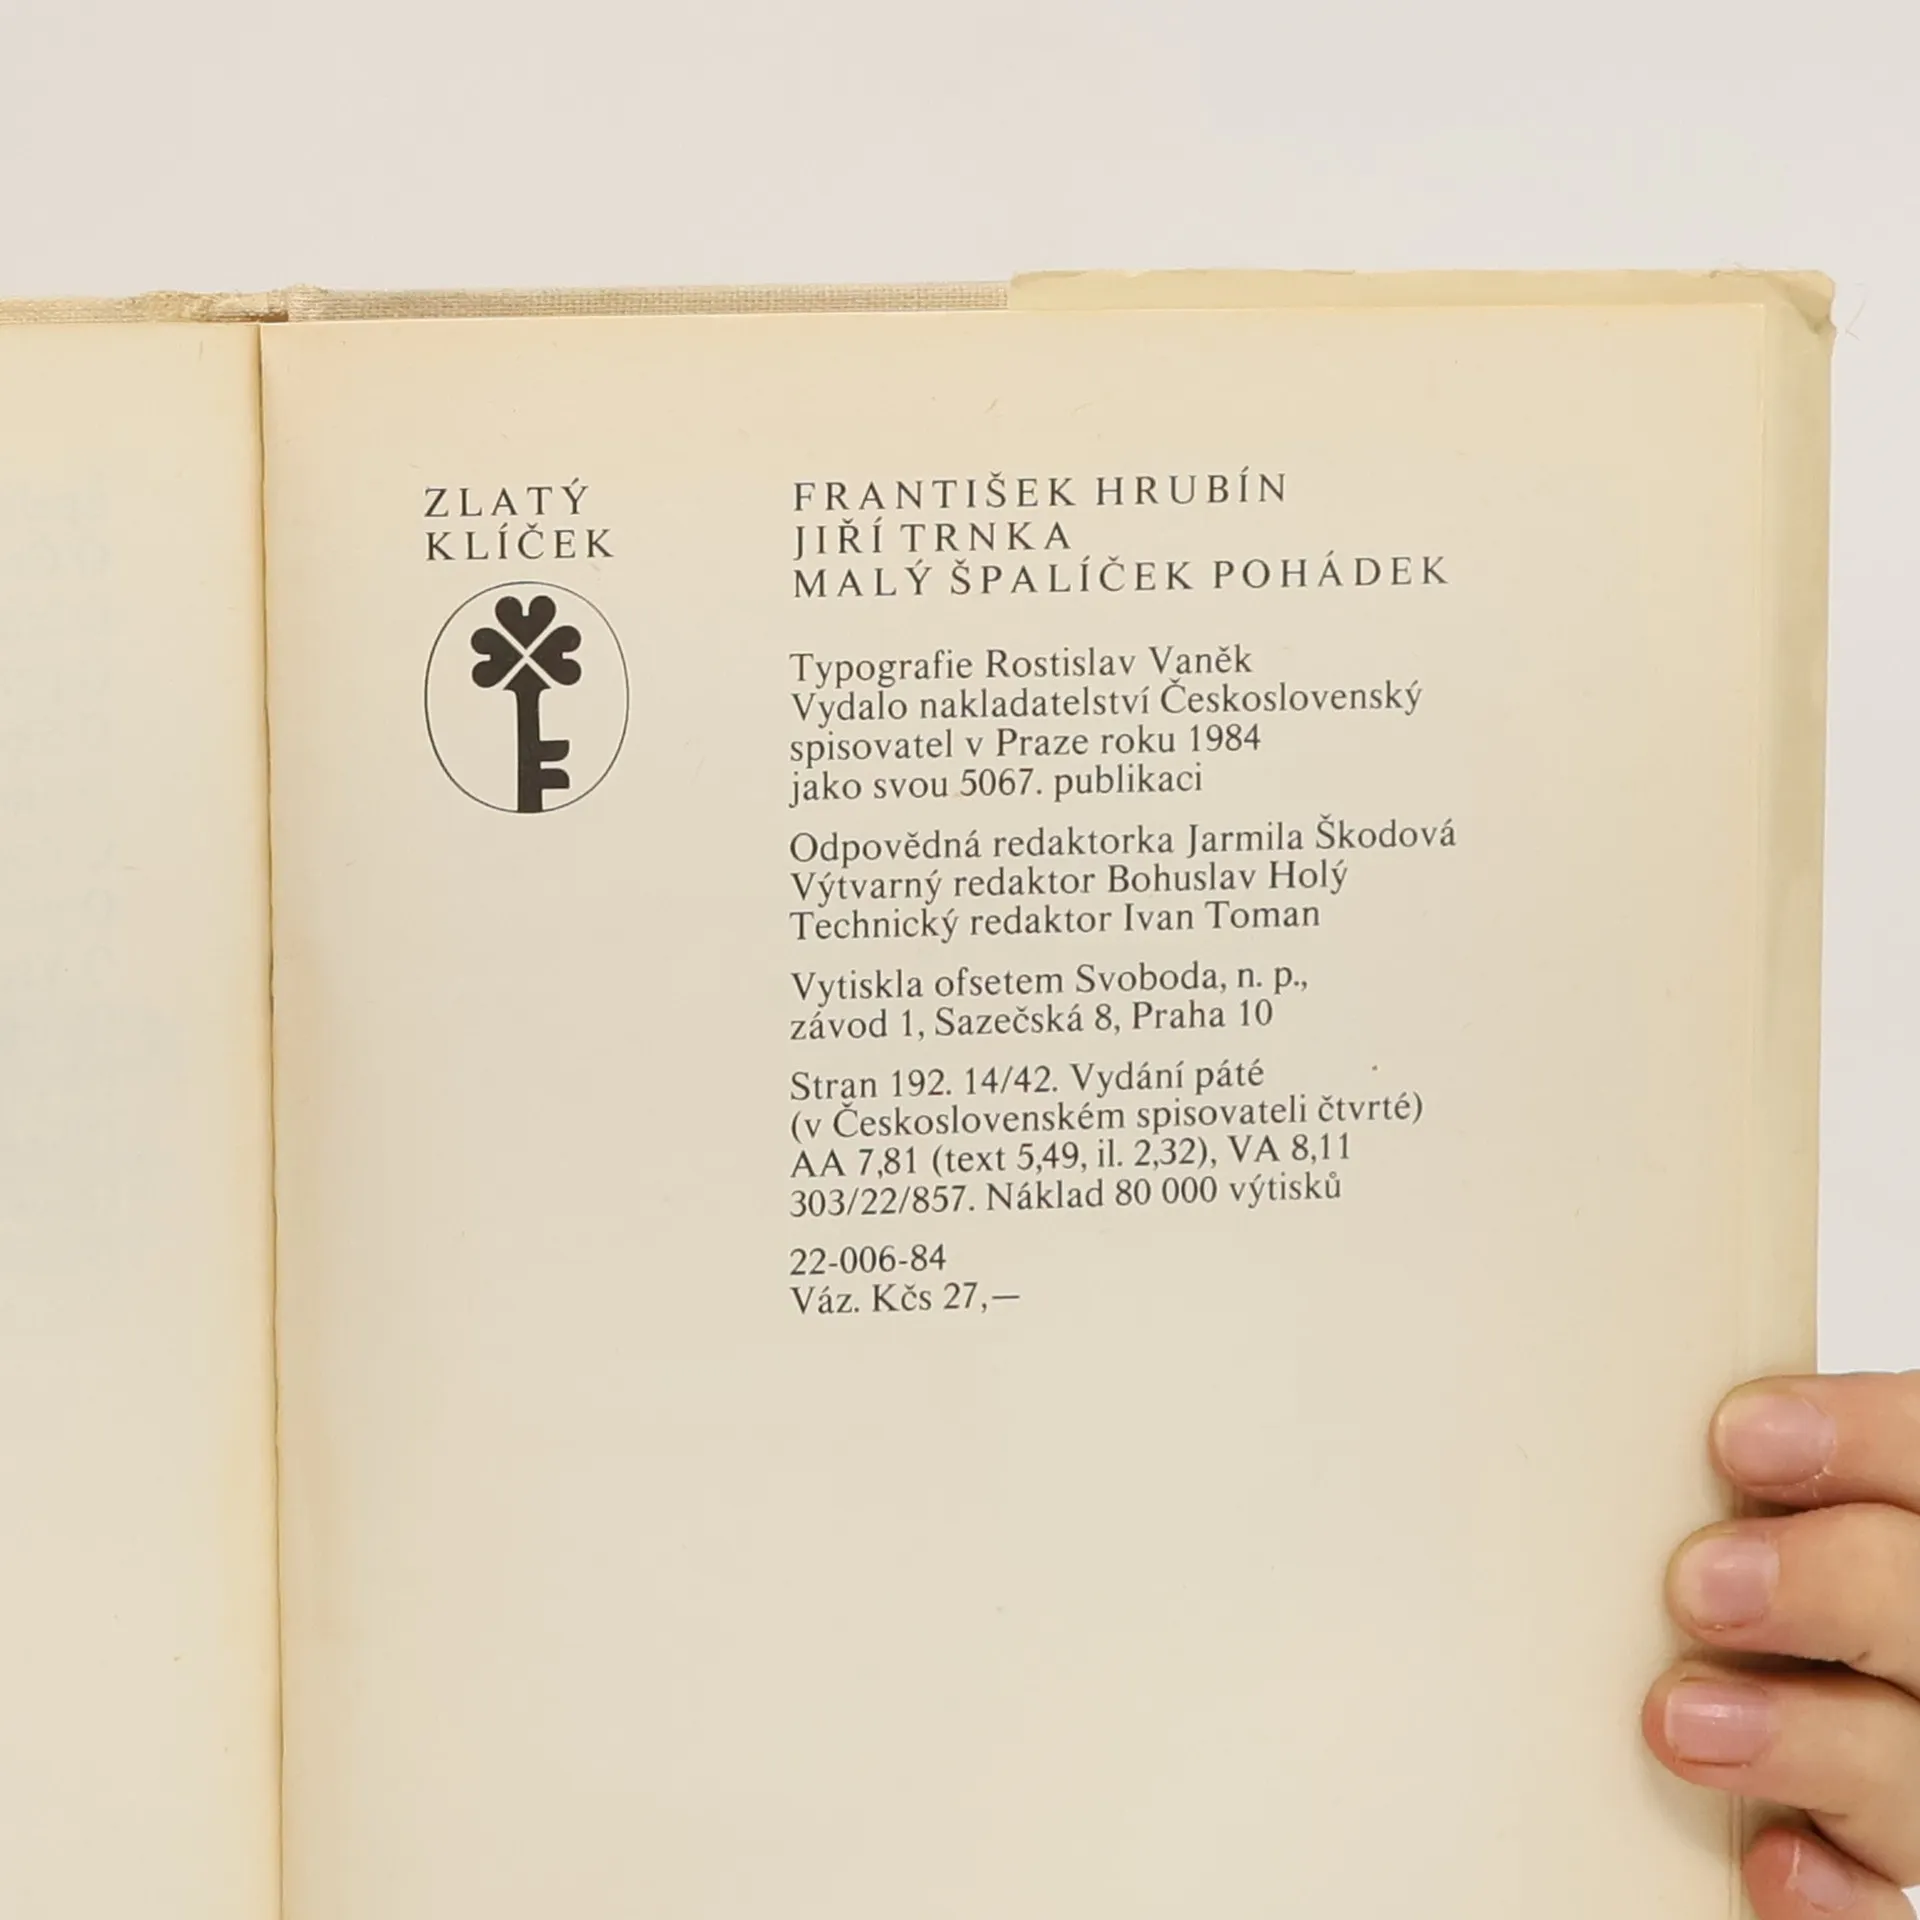 ZLATÝ
KLÍČEK
FRANTIŠEK HRUBÍN
JIŘÍ TRNKA
MALÝ ŠPALÍČEK POHÁDEK
Typografie Rostislav Vaněk
Vydalo nakladatelství Československý
spisovatel v Praze roku 1984
jako svou 5067. publikaci
Odpovědná redaktorka Jarmila Škodová
Výtvarný redaktor Bohuslav Holý
Technický redaktor Ivan Toman
Vytiskla ofsetem Svoboda, n. p.,
závod 1, Sazečská 8, Praha 10
Stran 192. 14/42. Vydání páté
(v Československém spisovateli čtvrté)
AA 7,81 (text 5,49, il. 2,32), VA 8,11
303/22/857. Náklad 80 000 výtisků
22-006-84
Váz. Kčs 27,—